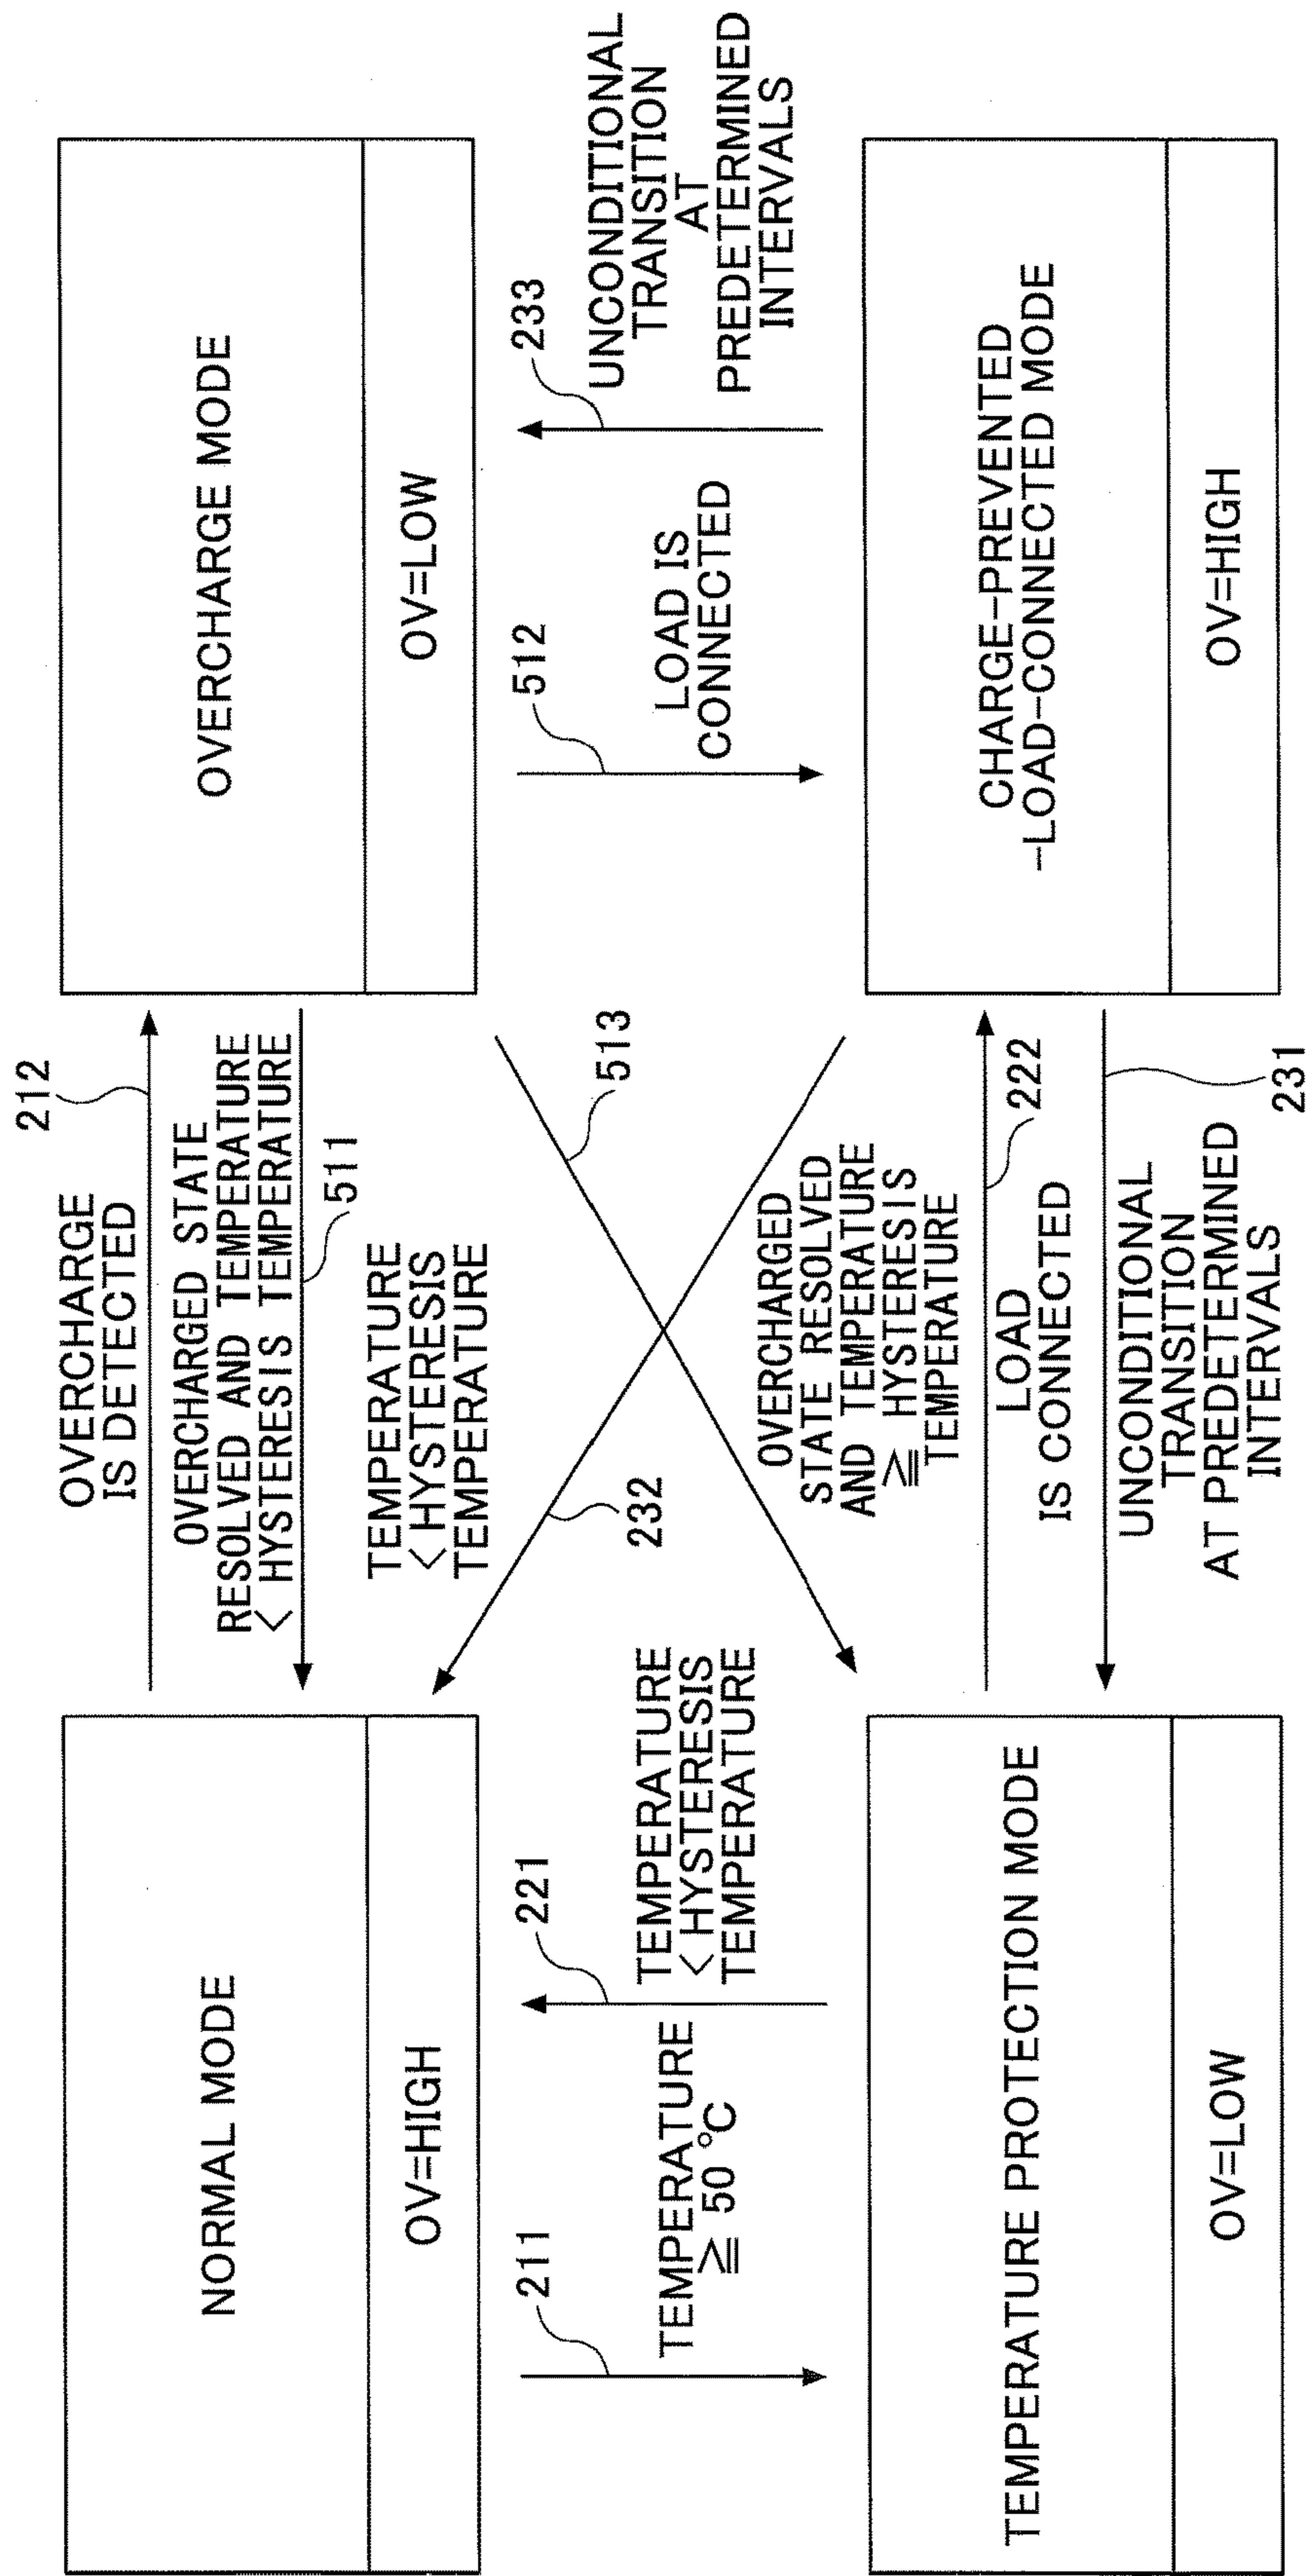 NORMAL MODE
OV=HIGH
212
OVERCHARGE
IS DETECTED
OVERCHARGED STATE
RESOLVED AND TEMPERATURE
< HYSTERESIS TEMPERATURE
511
OVERCHARGE MODE
OV=LOW
211
TEMPERATURE
≧ 50 °C
221
TEMPERATURE
< HYSTERESIS
TEMPERATURE
TEMPERATURE
< HYSTERESIS
TEMPERATURE
232
513
OVERCHARGED
STATE RESOLVED
AND TEMPERATURE
≧ HYSTERESIS
TEMPERATURE
512
LOAD IS
CONNECTED
233
UNCONDITIONAL
TRANSITION
AT
PREDETERMINED
INTERVALS
TEMPERATURE PROTECTION MODE
OV=LOW
222
LOAD
IS CONNECTED
UNCONDITIONAL
TRANSITION
AT PREDETERMINED
INTERVALS
231
CHARGE-PREVENTED
-LOAD-CONNECTED MODE
OV=HIGH